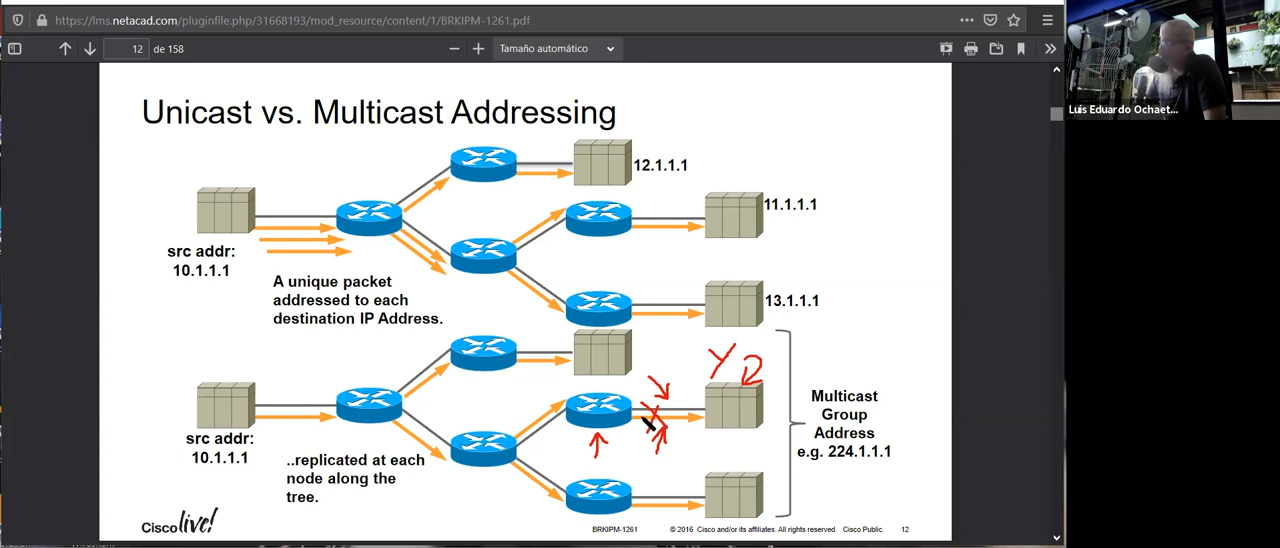 https://lms.netacad.com/pluginfile.php/31668193/mod_resource/content/1/BRKIPM-1261.pdf
12 de 158
Tamaño automático
Luis Eduardo Ochaet...
Unicast vs. Multicast Addressing
12.1.1.1
11.1.1.1
src addr:
10.1.1.1
A unique packet
addressed to each
destination IP Address.
13.1.1.1
Y
Multicast
Group
Address
e.g. 224.1.1.1
src addr:
10.1.1.1
..replicated at each
node along the
tree.
Cisco live!
BRKIPM-1261
© 2016 Cisco and/or its affiliates. All rights reserved.
Cisco Public
12